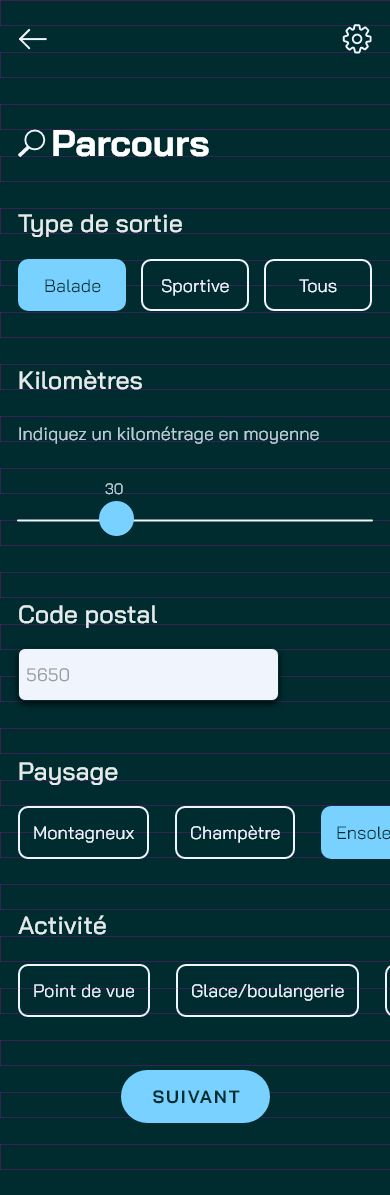 Parcours
Type de sortie
Balade Sportive Tous
Kilomètres
Indiquez un kilométrage en moyenne
30
Code postal
5650
Paysage
Montagneux Champètre Ensole
Activité
Point de vue Glace/boulangerie
SUIVANT